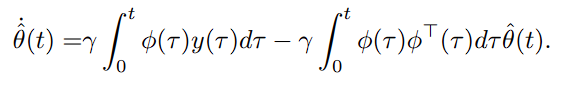 $\dot{\hat{\theta}}(t) = \gamma \int_0^t \phi(\tau) y(\tau) d\tau - \gamma \int_0^t \phi(\tau) \phi^\top(\tau) d\tau \hat{\theta}(t).$